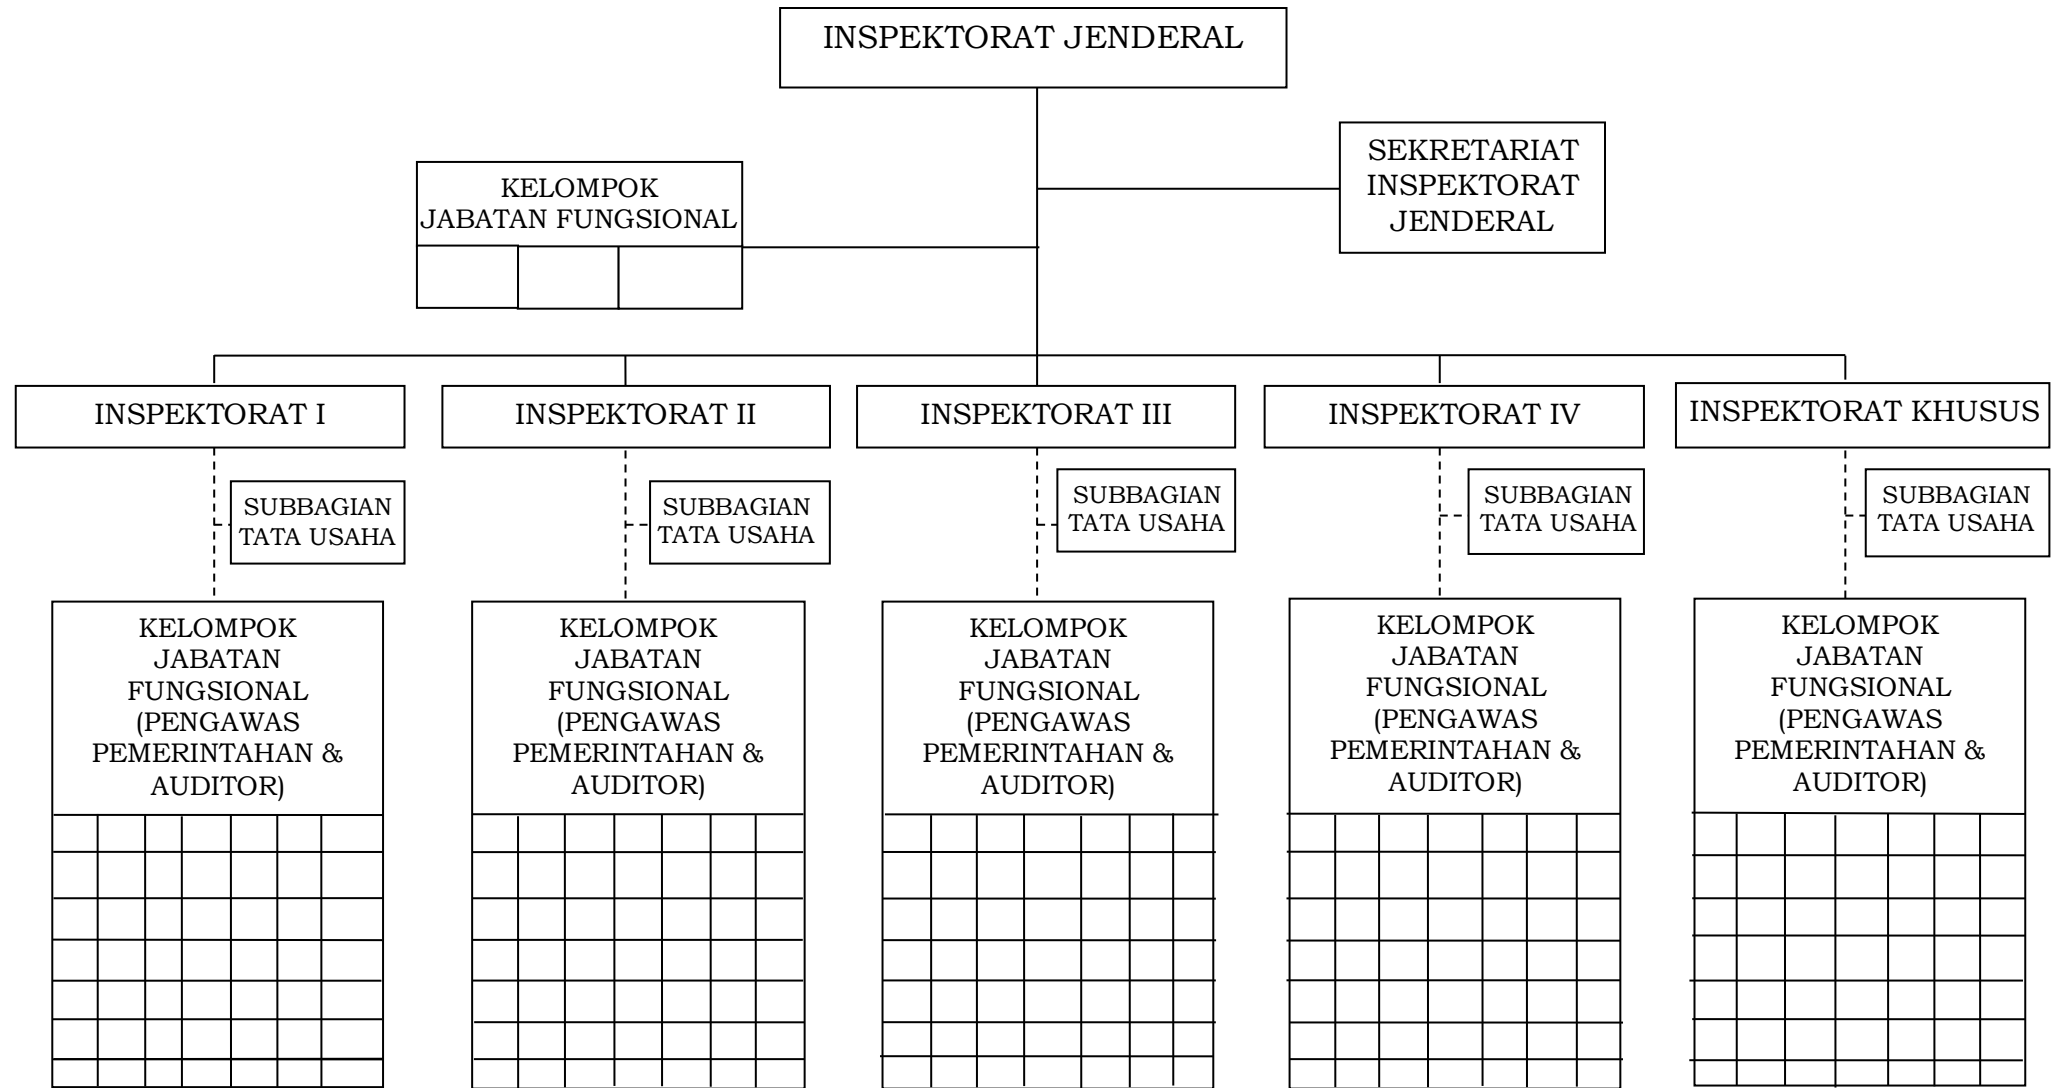 INSPEKTORAT JENDERAL
SEKRETARIAT
INSPEKTORAT
JENDERAL
KELOMPOK
JABATAN FUNGSIONAL
INSPEKTORAT I
INSPEKTORAT II
INSPEKTORAT III
INSPEKTORAT IV
INSPEKTORAT KHUSUS
SUBBAGIAN
TATA USAHA
SUBBAGIAN
TATA USAHA
SUBBAGIAN
TATA USAHA
SUBBAGIAN
TATA USAHA
SUBBAGIAN
TATA USAHA
KELOMPOK
JABATAN
FUNGSIONAL
(PENGAWAS
PEMERINTAHAN &
AUDITOR)
KELOMPOK
JABATAN
FUNGSIONAL
(PENGAWAS
PEMERINTAHAN &
AUDITOR)
KELOMPOK
JABATAN
FUNGSIONAL
(PENGAWAS
PEMERINTAHAN &
AUDITOR)
KELOMPOK
JABATAN
FUNGSIONAL
(PENGAWAS
PEMERINTAHAN &
AUDITOR)
KELOMPOK
JABATAN
FUNGSIONAL
(PENGAWAS
PEMERINTAHAN &
AUDITOR)